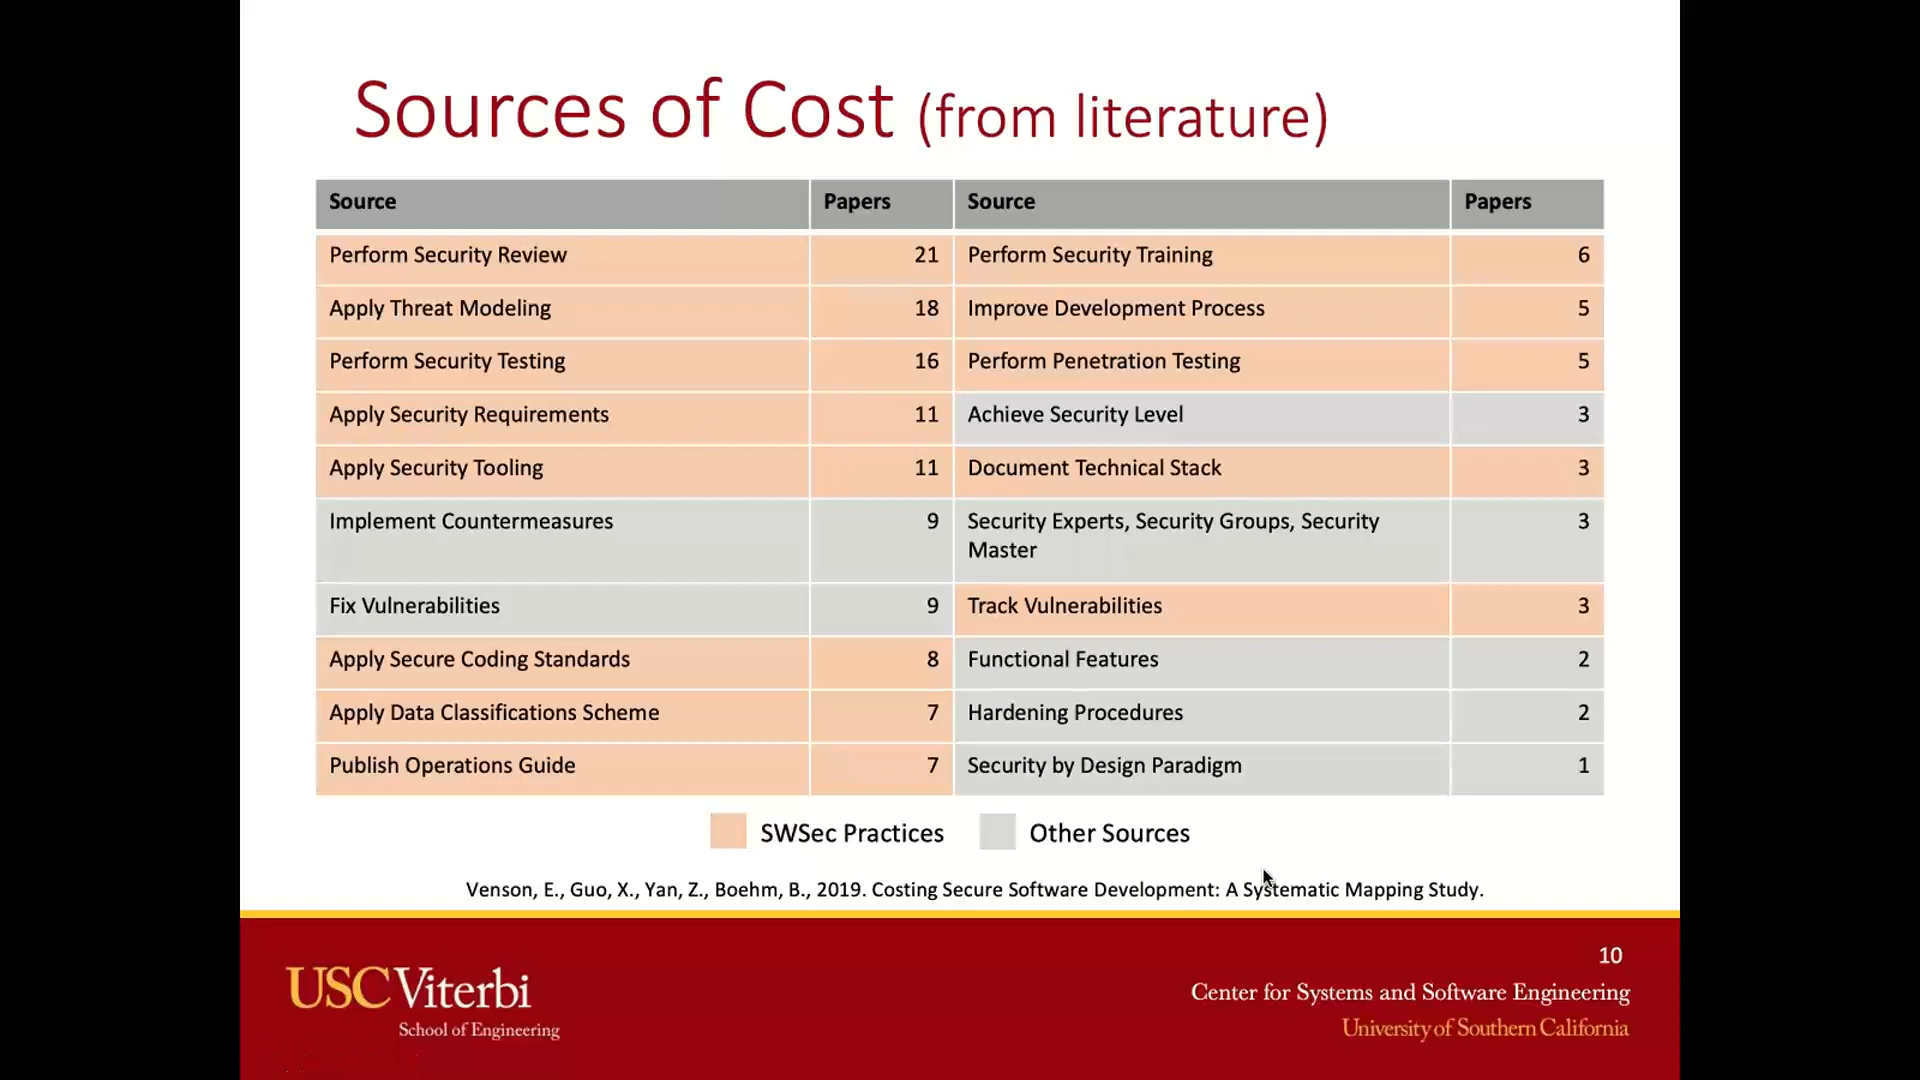 Sources of Cost (from literature)
Source Papers Source Papers
Perform Security Review 21 Perform Security Training 6
Apply Threat Modeling 18 Improve Development Process 5
Perform Security Testing 16 Perform Penetration Testing 5
Apply Security Requirements 11 Achieve Security Level 3
Apply Security Tooling 11 Document Technical Stack 3
Implement Countermeasures 9 Security Experts, Security Groups, Security 3
Master
Fix Vulnerabilities 9 Track Vulnerabilities 3
Apply Secure Coding Standards 8 Functional Features 2
Apply Data Classifications Scheme 7 Hardening Procedures 2
Publish Operations Guide 7 Security by Design Paradigm 1
SWSec Practices Other Sources
Venson, E., Guo, X., Yan, Z., Boehm, B., 2019. Costing Secure Software Development: A Systematic Mapping Study.
10
USC Viterbi
School of Engineering
Center for Systems and Software Engineering
University of Southern California